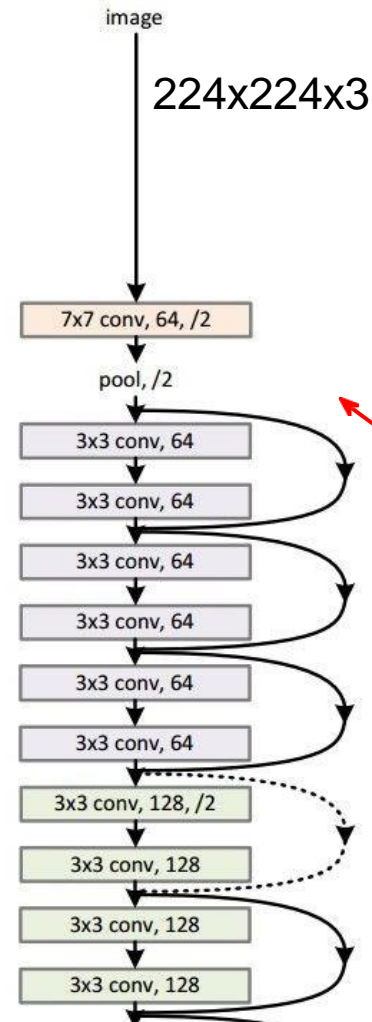 image
224x224x3
7x7 conv, 64, /2
pool, /2
3x3 conv, 64
3x3 conv, 64
3x3 conv, 64
3x3 conv, 64
3x3 conv, 64
3x3 conv, 64
3x3 conv, 128, /2
3x3 conv, 128
3x3 conv, 128
3x3 conv, 128